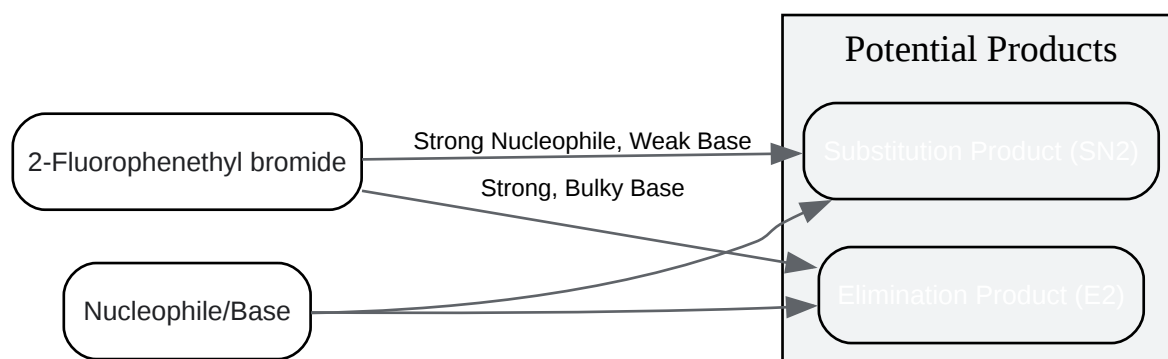 Potential Products
2-Fluorophenethyl bromide
Strong Nucleophile, Weak Base
Substitution Product (SN2)
Strong, Bulky Base
Nucleophile/Base
Elimination Product (E2)